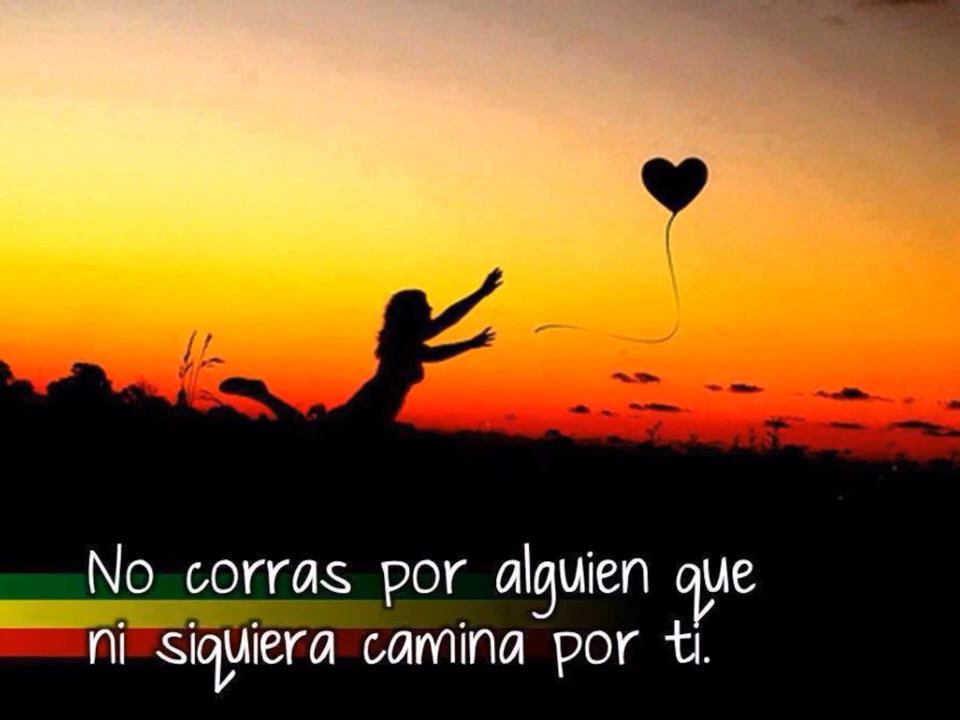 No corras por alguien que
ni siquiera camina por ti.